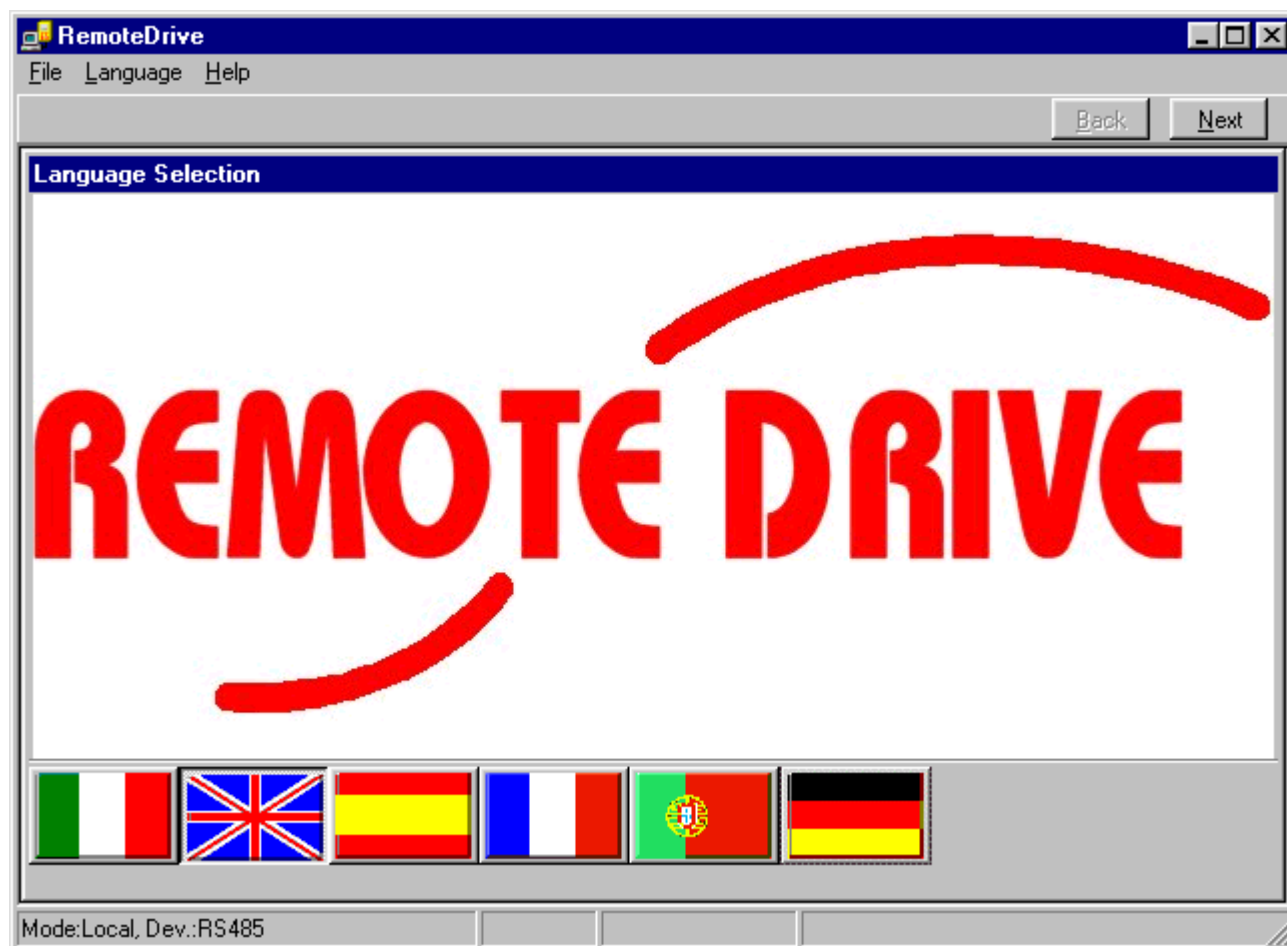 RemoteDrive
File Language Help
Back Next
Language Selection
REMOTE DRIVE
Mode:Local, Dev.:RS485